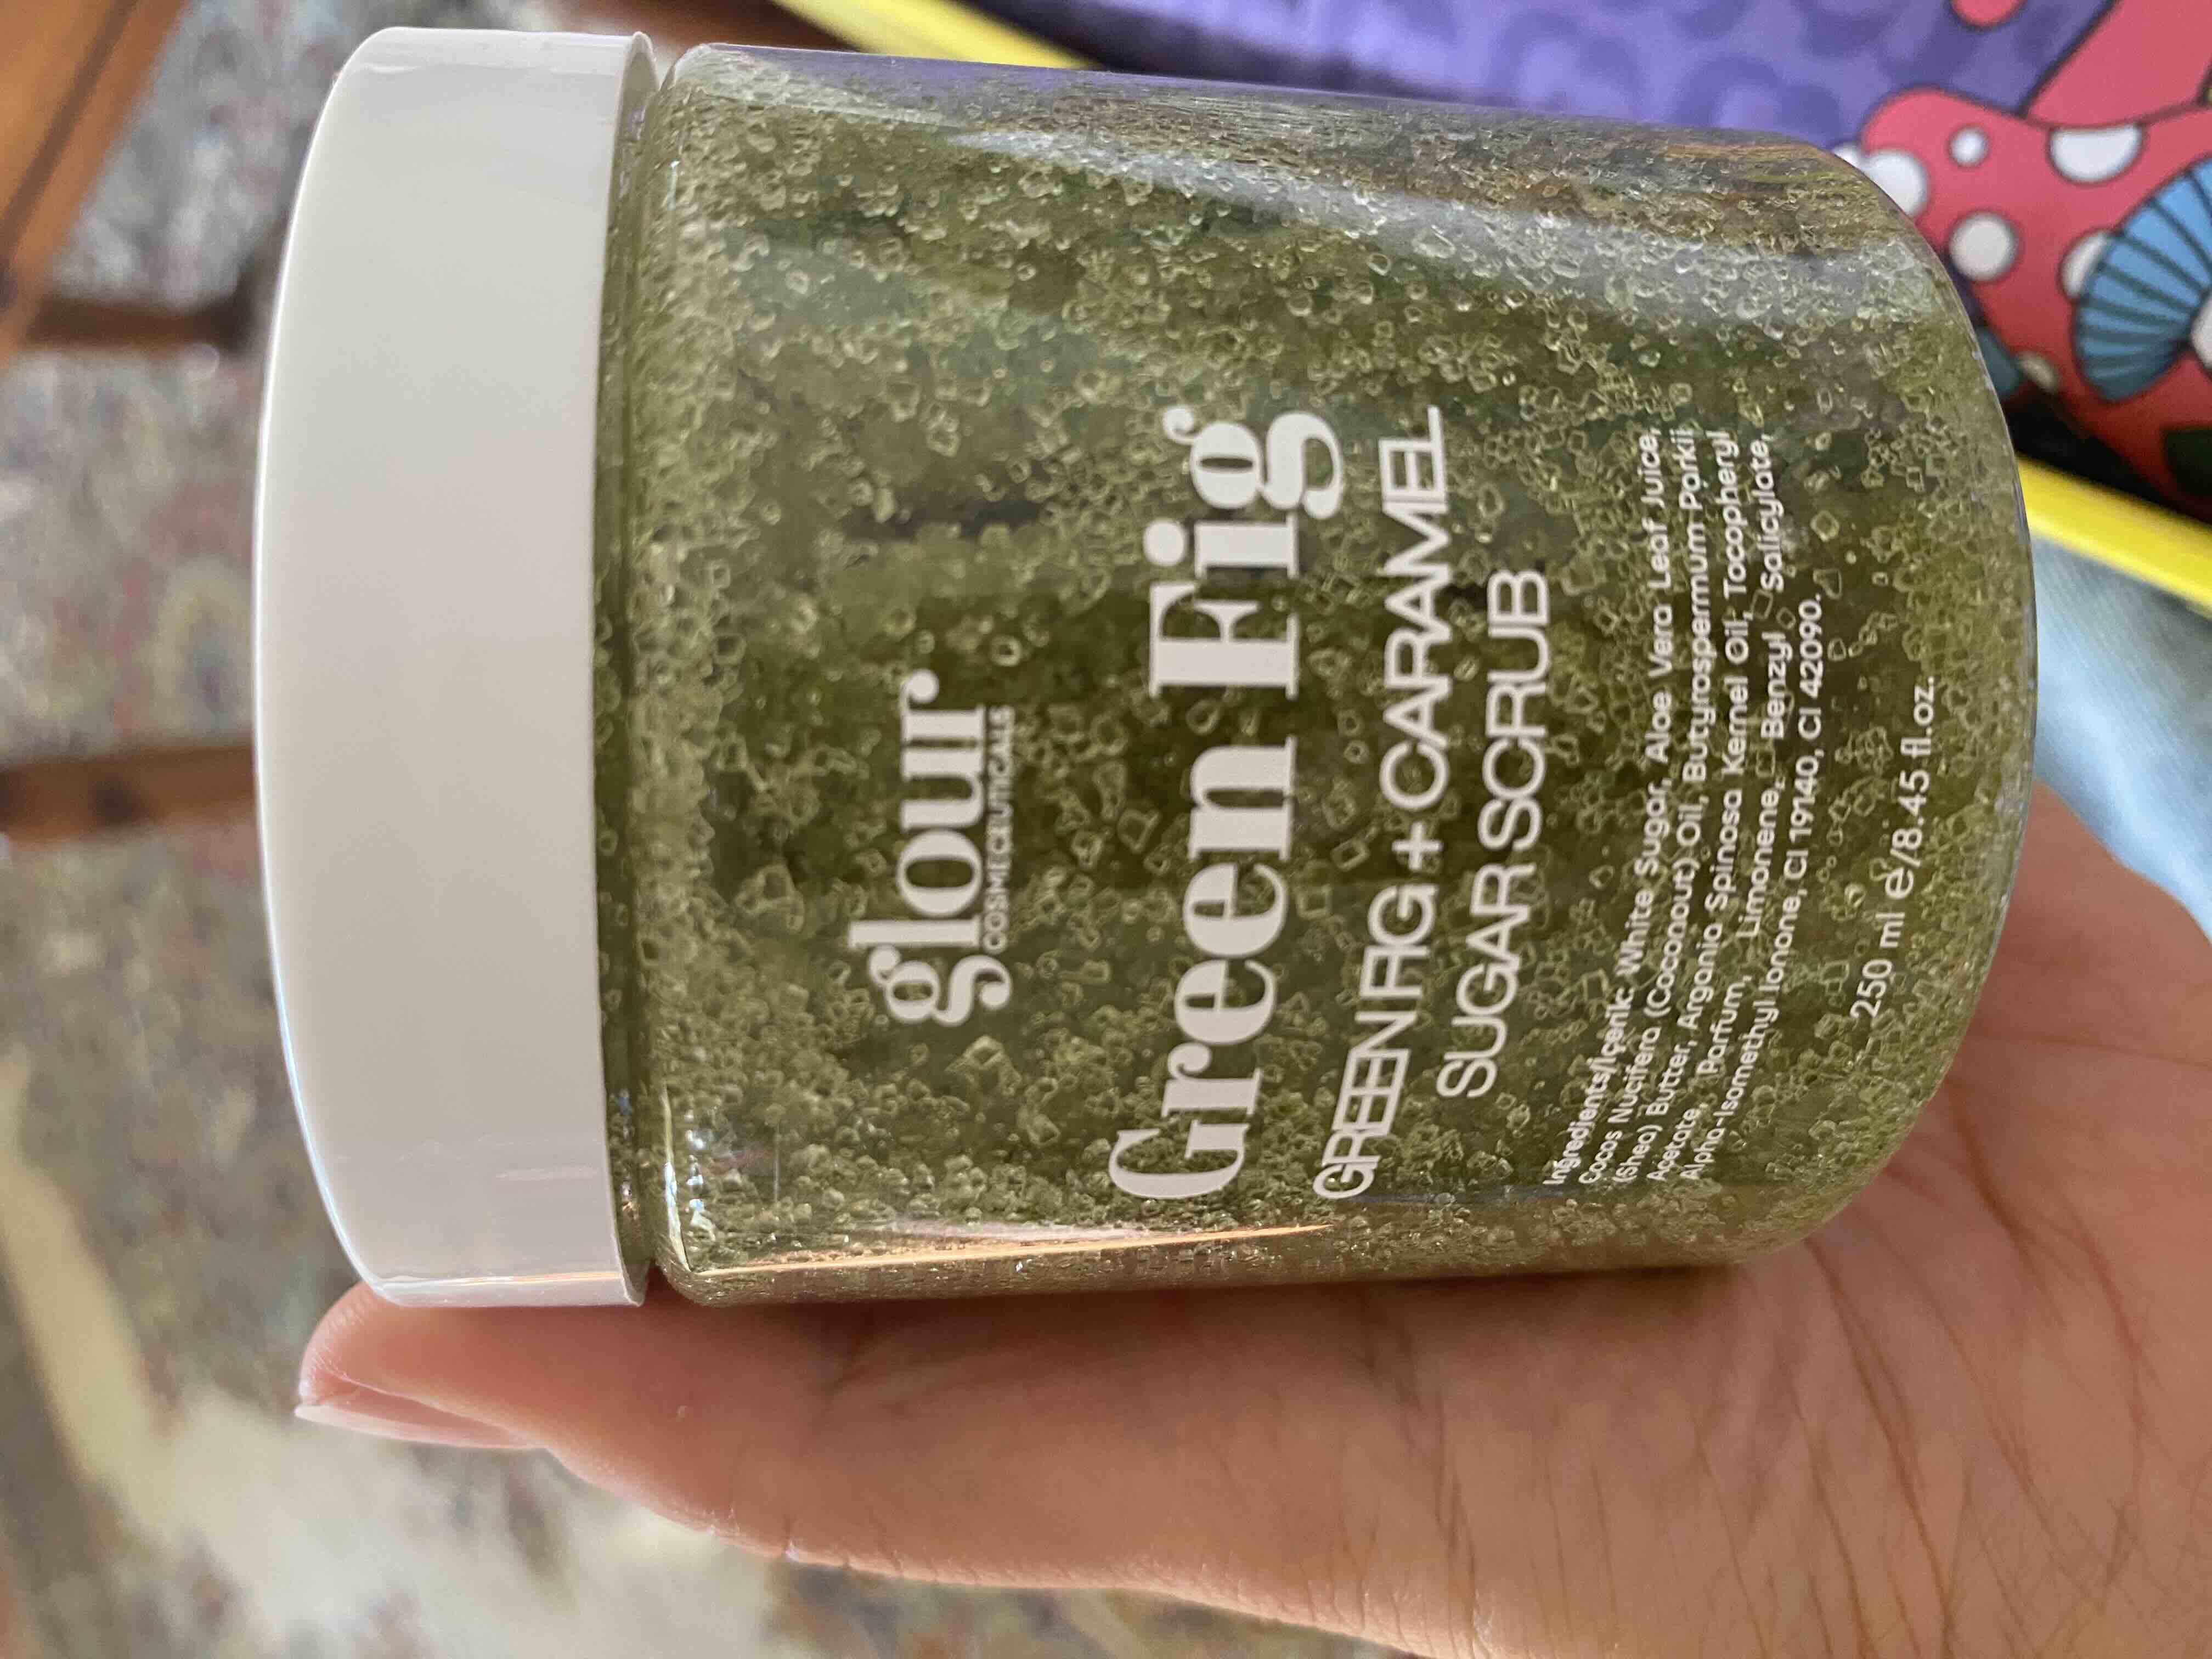 glour
COSMECEUTICALS
Green Fig
GREEN FIG + CARAMEL
SUGAR SCRUB
Ingredients/İçerik: White Sugar, Aloe Vera Leaf Juice,
Cocos Nucifera (Coconout) Oil, Butyrospermum Parkii
(Shea) Butter, Argania Spinosa Kernel Oil, Tocopheryl
Acetate, Parfum, Limonene, Benzyl Salicylate,
Alpha-Isomethyl Ionone, CI 19140, CI 42090.
250 ml e/8.45 fl.oz.